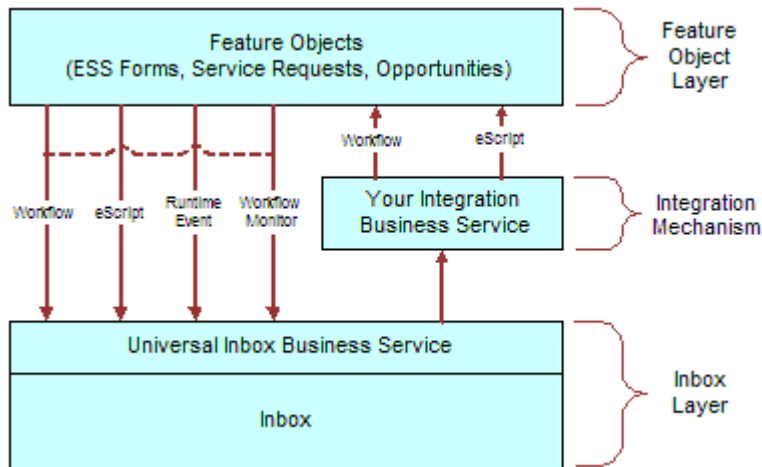 Feature Objects
(ESS Forms, Service Requests, Opportunities)
Feature
Object
Layer
Workflow
eScript
Workflow
eScript
Runtime
Event
Workflow
Monitor
Your Integration
Business Service
Integration
Mechanism
Universal Inbox Business Service
Inbox
Inbox
Layer